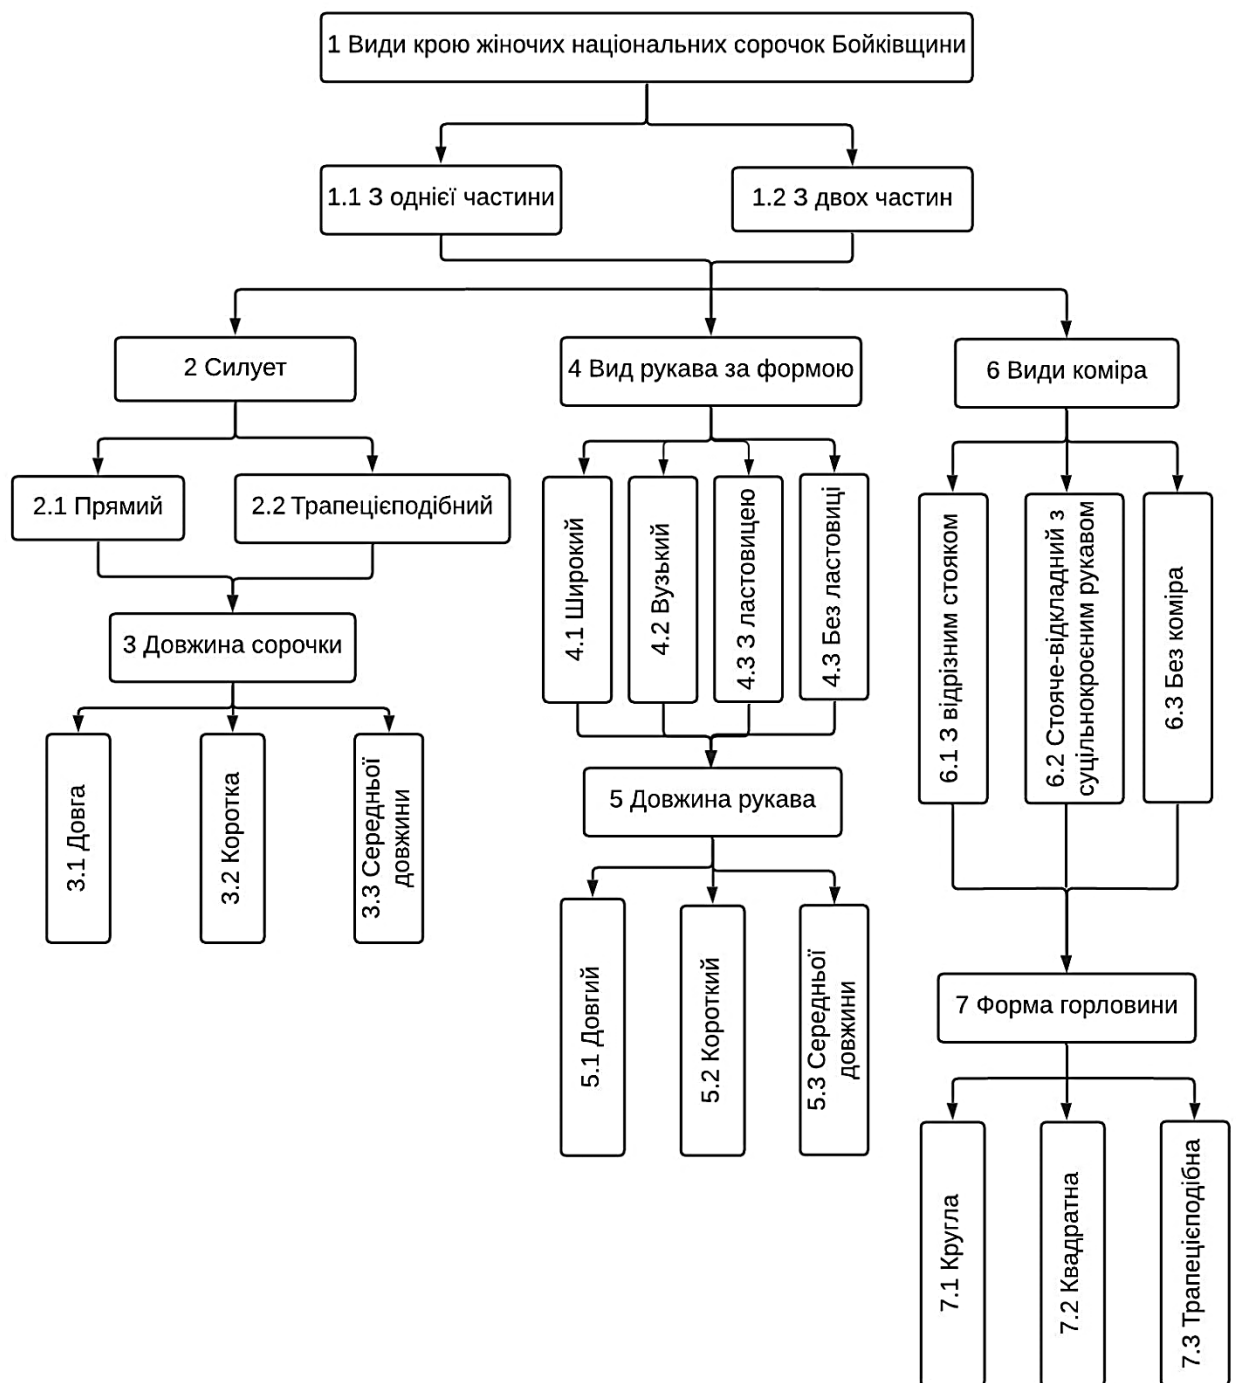 1 Види крою жіночих національних сорочок Бойківщини
1.1 З однієї частини
1.2 З двох частин
2 Силует
4 Вид рукава за формою
6 Види коміра
2.1 Прямий
2.2 Трапецієподібний
4.1 Широкий
4.2 Вузький
4.3 З ластовицею
4.3 Без ластовиці
6.1 З відрізним стояком
6.2 Стояче-відкладний з
суцільнокроєним рукавом
6.3 Без коміра
3 Довжина сорочки
3.1 Довга
3.2 Коротка
3.3 Середньої
довжини
5 Довжина рукава
5.1 Довгий
5.2 Короткий
5.3 Середньої
довжини
7 Форма горловини
7.1 Кругла
7.2 Квадратна
7.3 Трапецієподібна